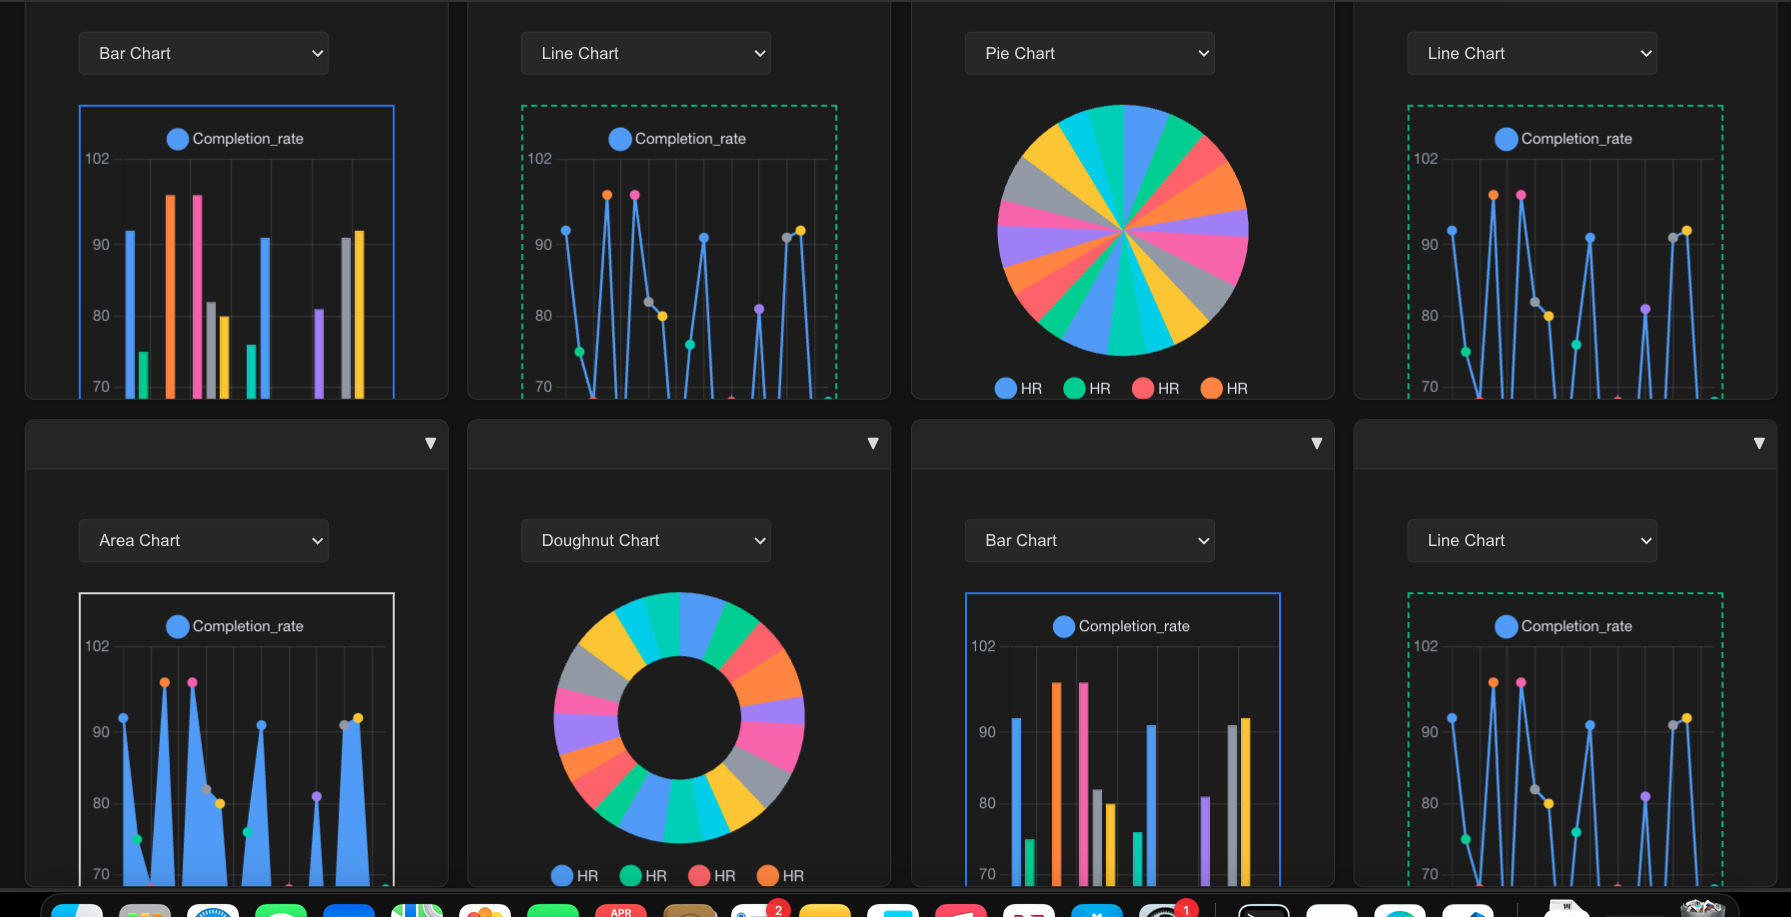 Bar Chart
Line Chart
Pie Chart
Line Chart
Completion_rate
102
90
80
70
Completion_rate
102
90
80
70
HR HR HR HR
Completion_rate
102
90
80
70
▼
▼
▼
▼
Area Chart
Doughnut Chart
Bar Chart
Line Chart
Completion_rate
102
90
80
70
HR HR HR HR
Completion_rate
102
90
80
70
Completion_rate
102
90
80
70
APR
2
1
W